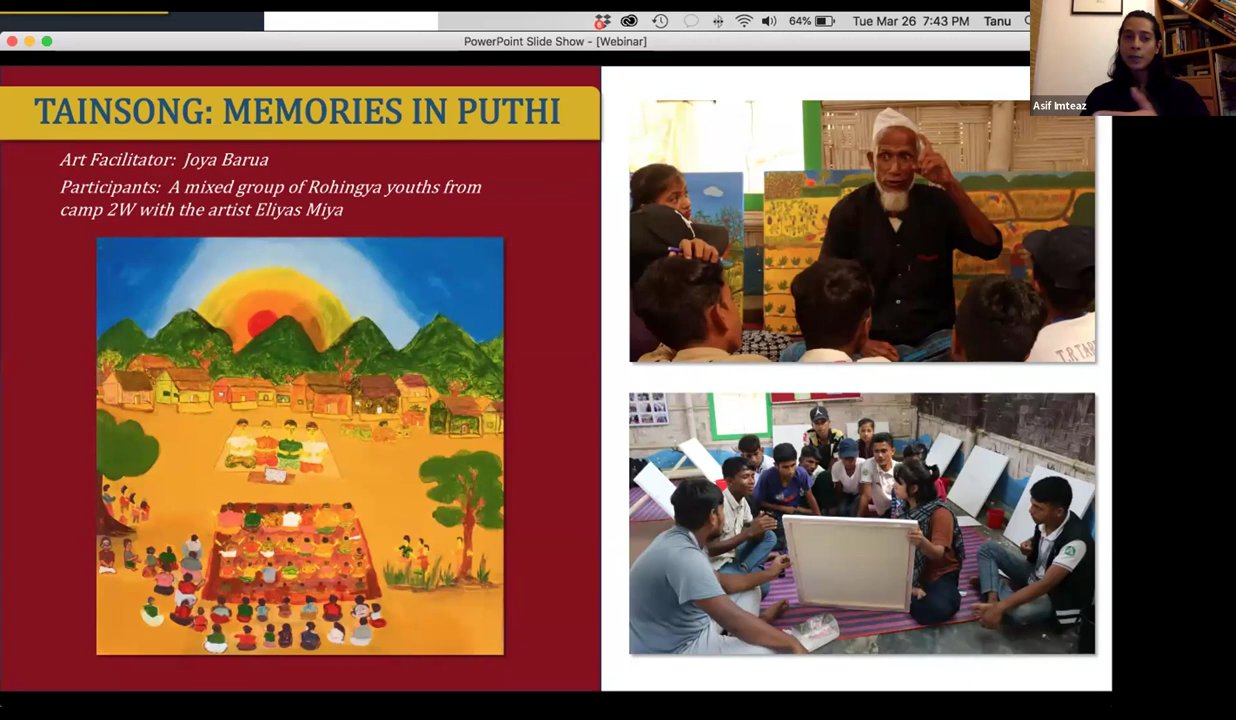 64%
Tue Mar 26 7:43 PM
Tanu
PowerPoint Slide Show - [Webinar]
Asif Imteaz
TAINSONG: MEMORIES IN PUTHI
Art Facilitator: Joya Barua
Participants: A mixed group of Rohingya youths from
camp 2W with the artist Eliyas Miya